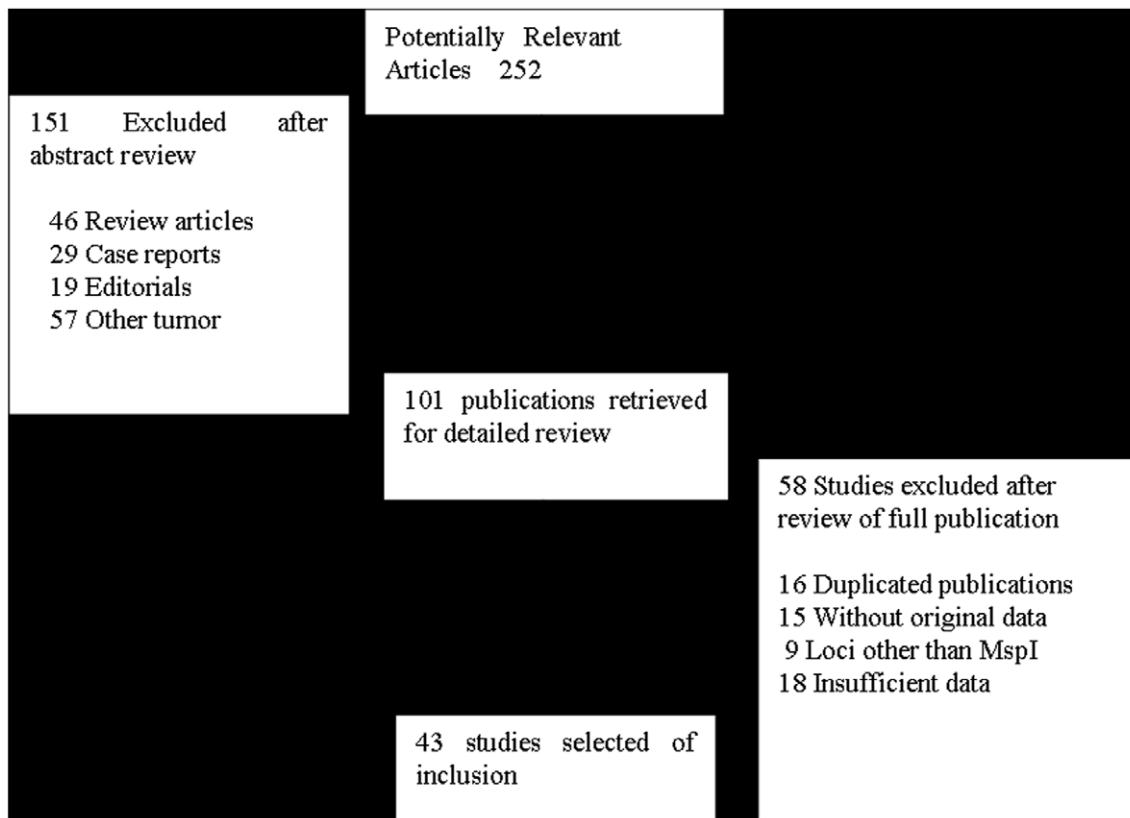 Potentially Relevant
Articles 252
151 Excluded after
abstract review
46 Review articles
29 Case reports
19 Editorials
57 Other tumor
101 publications retrieved
for detailed review
58 Studies excluded after
review of full publication
16 Duplicated publications
15 Without original data
9 Loci other than MspI
18 Insufficient data
43 studies selected of
inclusion